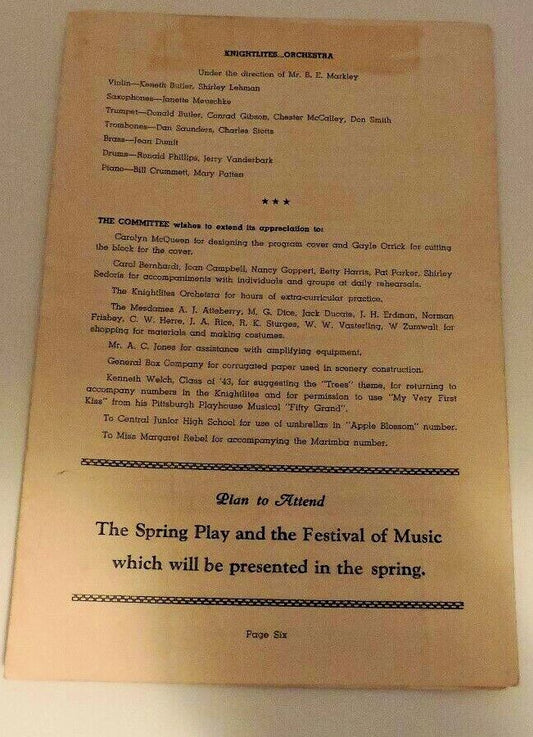 KNIGHTLITES...ORCHESTRA
Under the direction of Mr. B. E. Markley
Violin—Keneth Butler, Shirley Lehman
Saxophones—Janette Meuschke
Trumpet—Donald Butler, Conrad Gibson, Chester McCalley, Don Smith
Trombones—Dan Saunders, Charles Slotts
Brass—Jean Dumit
Drums—Ronald Phillips, Jerry Vanderbark
Piano—Bill Crummett, Mary Patten
★ ★ ★
THE COMMITTEE wishes to extend its appreciation to:
Carolyn McQueen for designing the program cover and Gayle Orrick for cutting
the block for the cover.
Carol Bernhardt, Joan Campbell, Nancy Goppert, Betty Harris, Pat Parker, Shirley
Sedoris for accompaniments with individuals and groups at daily rehearsals.
The Knightlites Orchetsra for hours of extra-curricular practice.
The Mesdames A. J. Atteberry, M. G. Dice, Jack Ducate, J. H. Erdman, Norman
Frisbey, C. W. Herre, J. A. Rice, R. K. Sturges, W. W. Vasterling, W Zumwalt for
shopping for materials and making costumes.
Mr. A. C. Jones for assistance with amplifying equipment.
General Box Company for corrugated paper used in scenery construction.
Kenneth Welch, Class of '43, for suggesting the "Trees" theme, for returning to
accompany numbers in the Knightlites and for permission to use "My Very First
Kiss" from his Pittsburgh Playhouse Musical "Fifty Grand".
To Central Junior High School for use of umbrellas in "Apple Blossom" number.
To Miss Margaret Rebel for accompanying the Marimba number.
Plan to Attend
The Spring Play and the Festival of Music
which will be presented in the spring.
Page Six